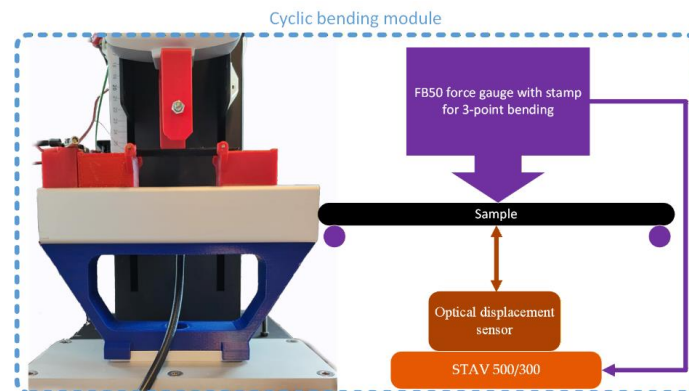 Cyclic bending module
FB50 force gauge with stamp
for 3-point bending
Sample
Optical displacement
sensor
STAV 500/300